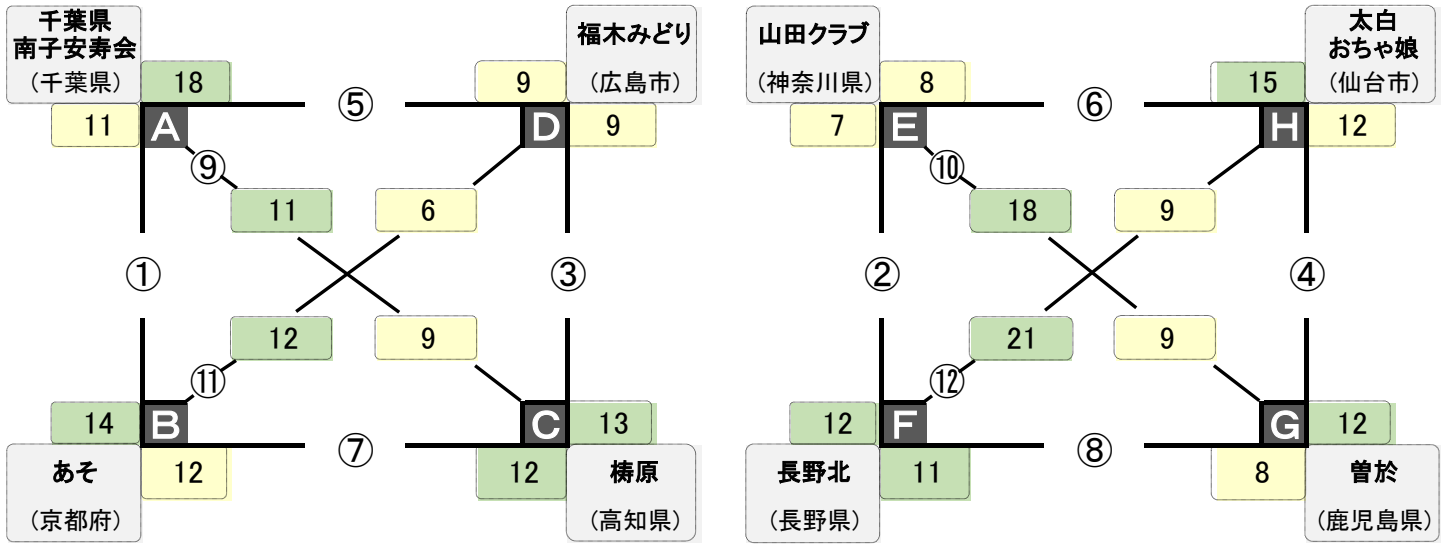 千葉県
南子安寿会
（千葉県）
18
11
A
⑤
9
福木みどり
（広島市）
D
9
⑨
11
6
①
③
12
9
⑪
14
B
あそ
（京都府）
12
⑦
C
13
12
梼原
（高知県）
山田クラブ
（神奈川県）
8
7
E
⑥
15
太白
おちゃ娘
（仙台市）
H
12
⑩
18
9
②
④
21
9
⑫
12
F
長野北
（長野県）
11
⑧
G
12
8
曽於
（鹿児島県）